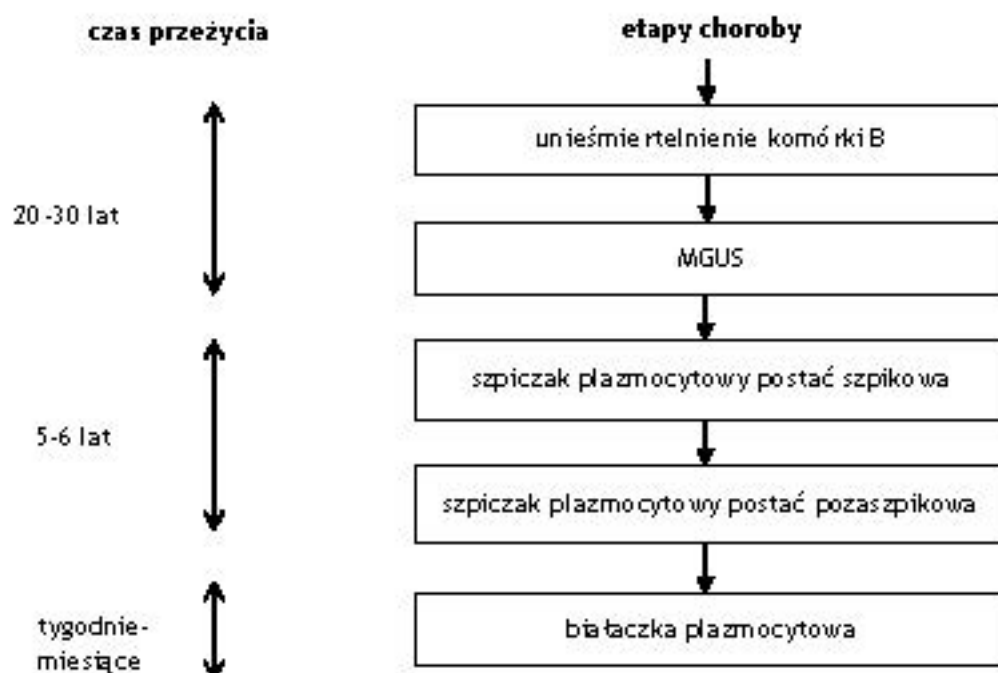 czas przeżycia
etapy choroby
unieśmiertelnienie komórki B
20-30 lat
MGUS
szpiczak plazmocytowy postać szpikowa
5-6 lat
szpiczak plazmocytowy postać pozaszpikowa
tygodnie-
miesiące
białaczka plazmocytowa